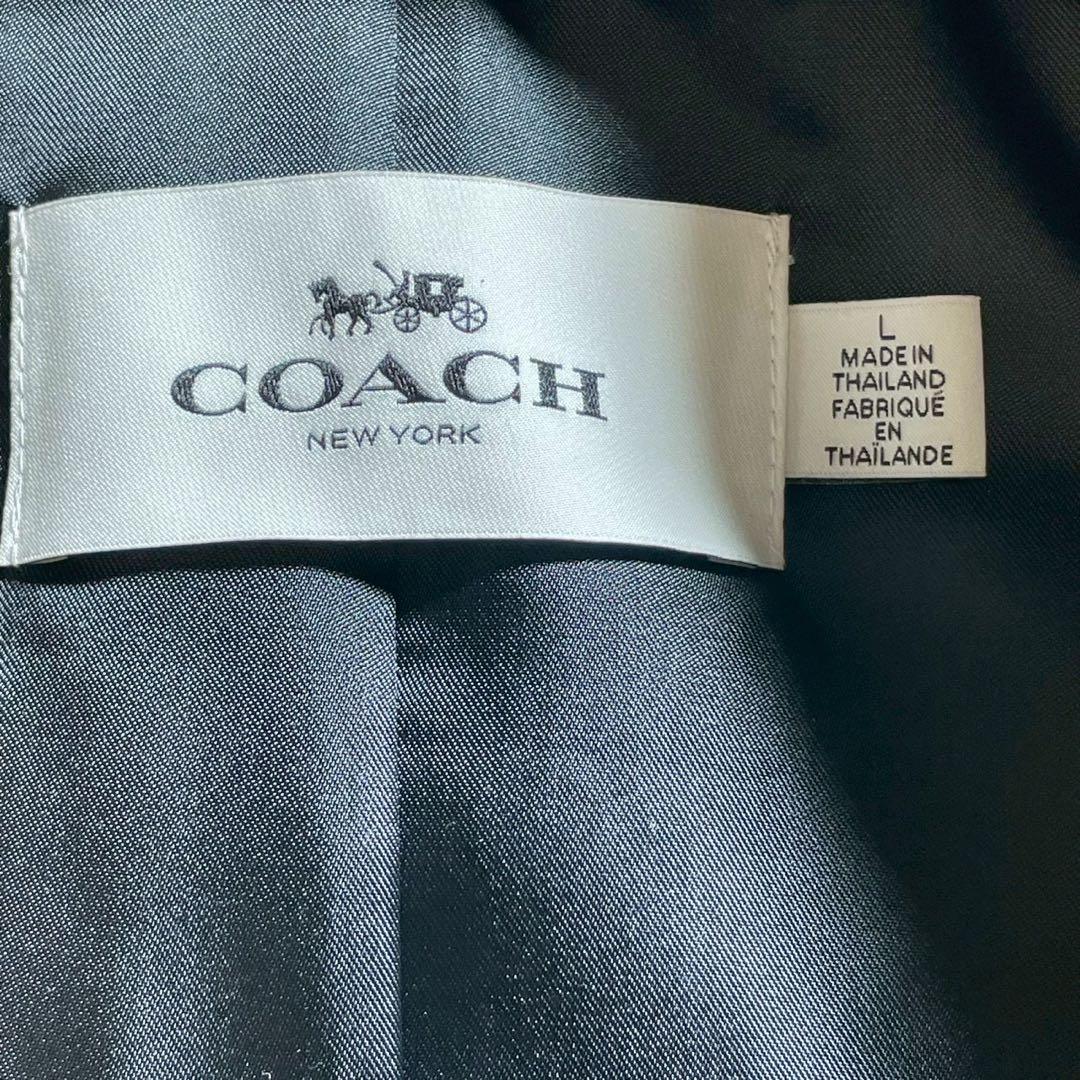 COACH
NEW YORK
L
MADE IN
THAILAND
FABRIQUÉ
EN
THAÏLANDE